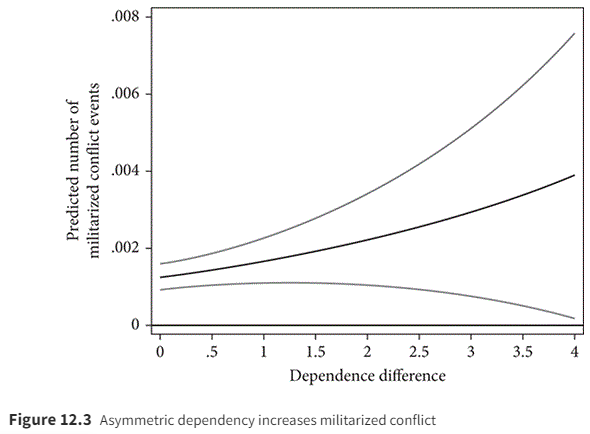 .008
.006
.004
.002
0
Predicted number of
militarized conflict events
0 .5 1 1.5 2 2.5 3 3.5 4
Dependence difference
Figure 12.3 Asymmetric dependency increases militarized conflict